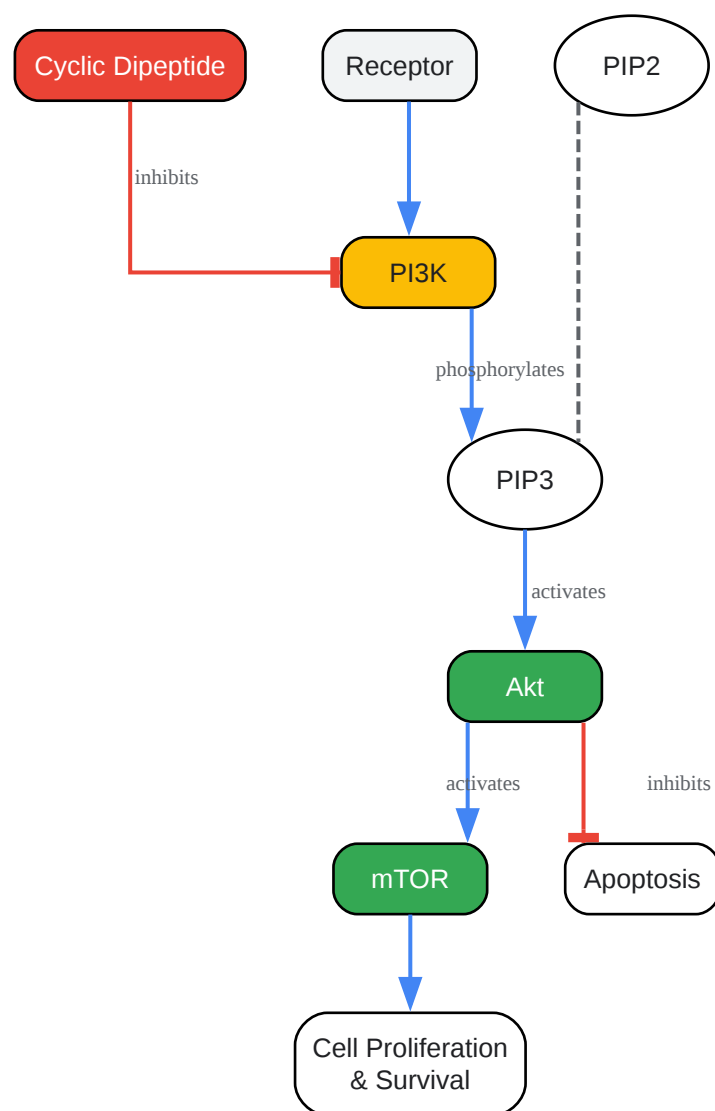 Cyclic Dipeptide
Receptor
PIP2
inhibits
PI3K
phosphorylates
PIP3
activates
Akt
activates
inhibits
mTOR
Apoptosis
Cell Proliferation
& Survival